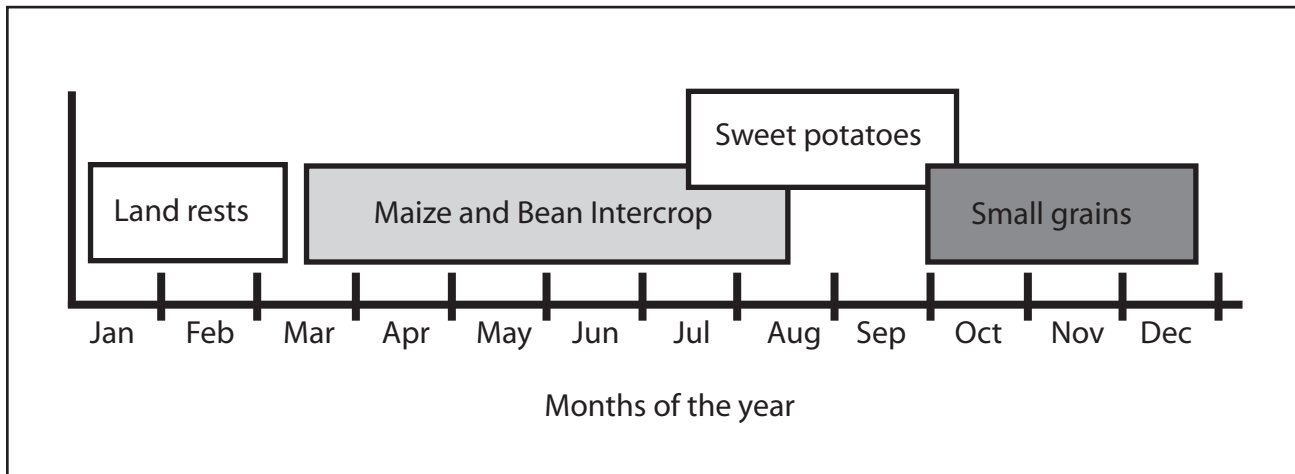 Sweet potatoes
Land rests
Maize and Bean Intercrop
Small grains
Jan Feb Mar Apr May Jun Jul Aug Sep Oct Nov Dec
Months of the year